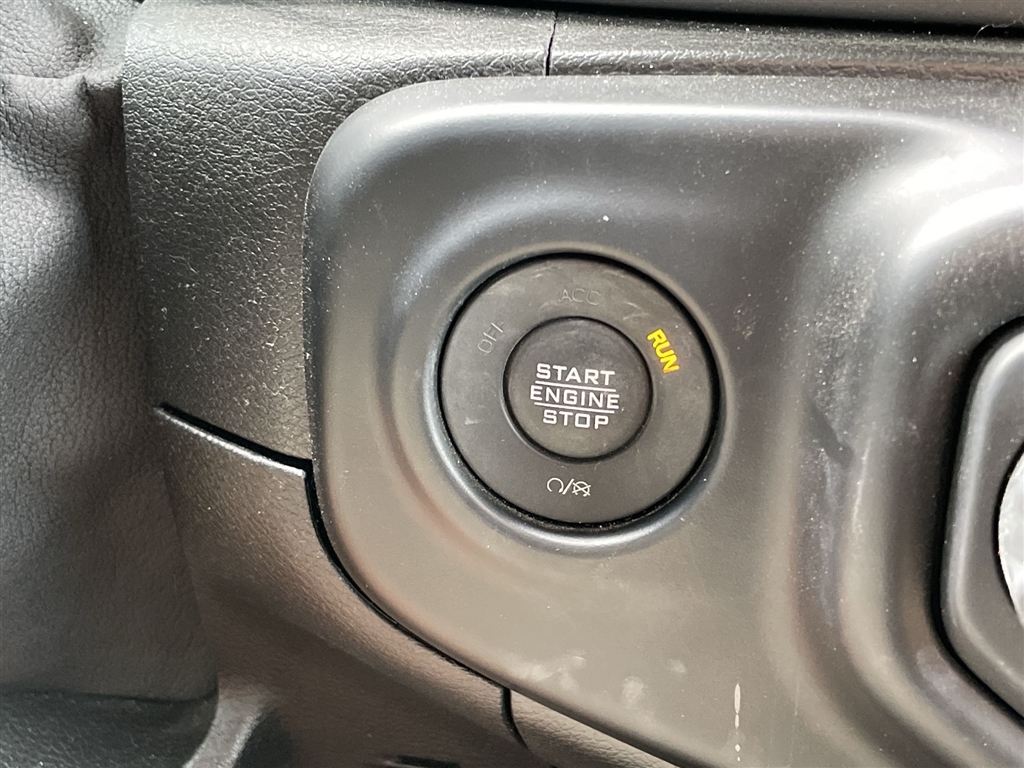 ACC
OFF
RUN
START
ENGINE
STOP